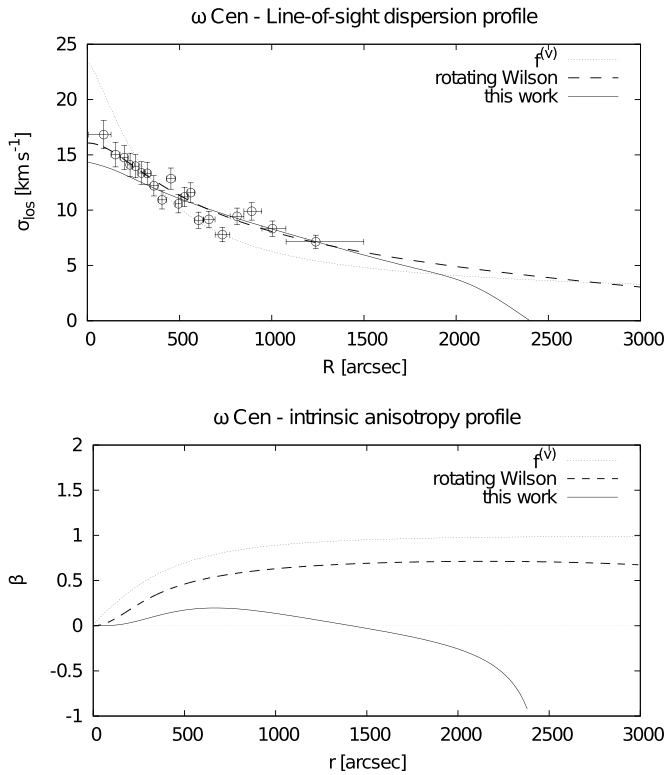 ω Cen - Line-of-sight dispersion profile
25
20
15
10
5
0
σlos [km s-1]
f(ν)
rotating Wilson
this work
0 500 1000 1500 2000 2500 3000
R [arcsec]
ω Cen - intrinsic anisotropy profile
2
1.5
1
0.5
0
-0.5
-1
β
f(ν)
rotating Wilson
this work
0 500 1000 1500 2000 2500 3000
r [arcsec]